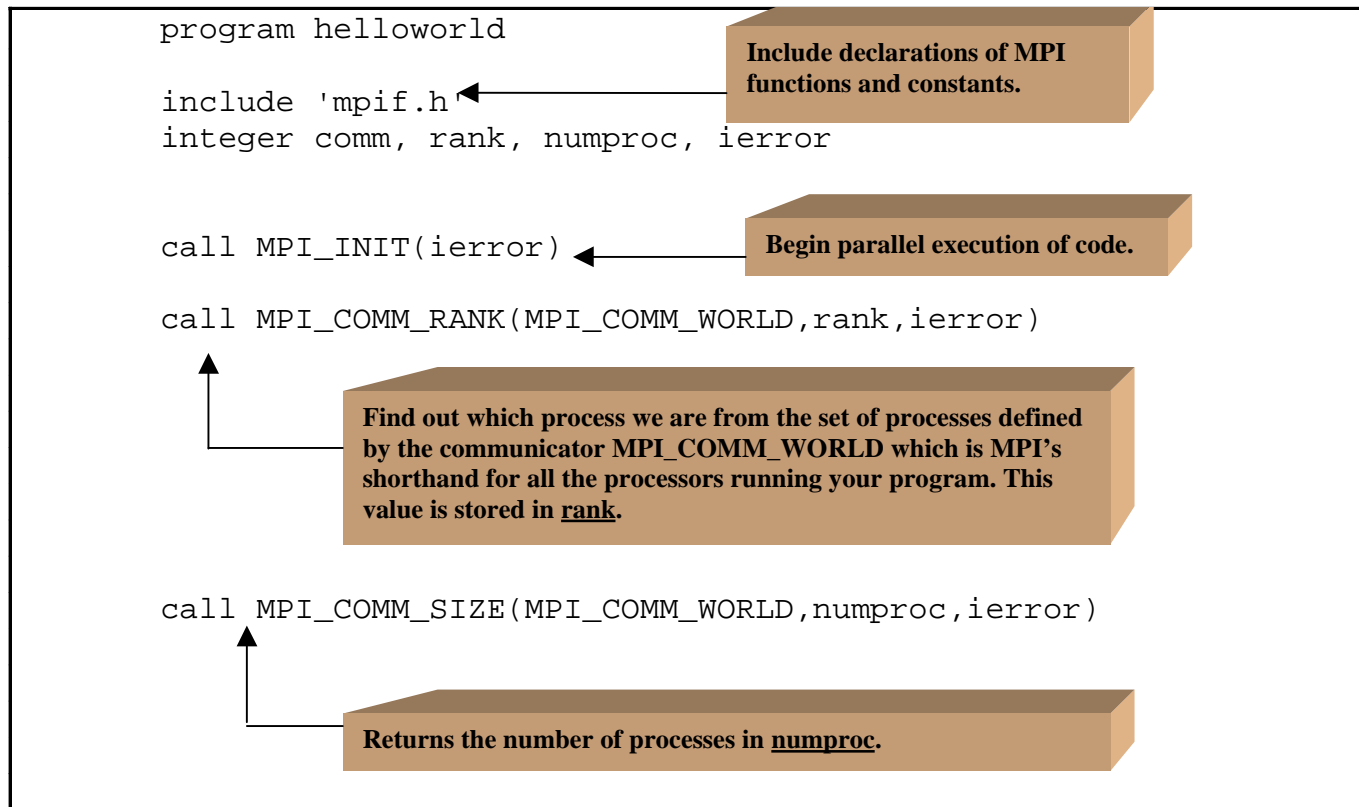 program helloworld
Include declarations of MPI
functions and constants.
include 'mpif.h'
integer comm, rank, numproc, ierror
call MPI_INIT(ierror)
Begin parallel execution of code.
call MPI_COMM_RANK(MPI_COMM_WORLD,rank,ierror)
Find out which process we are from the set of processes defined
by the communicator MPI_COMM_WORLD which is MPI’s
shorthand for all the processors running your program. This
value is stored in rank.
call MPI_COMM_SIZE(MPI_COMM_WORLD,numproc,ierror)
Returns the number of processes in numproc.